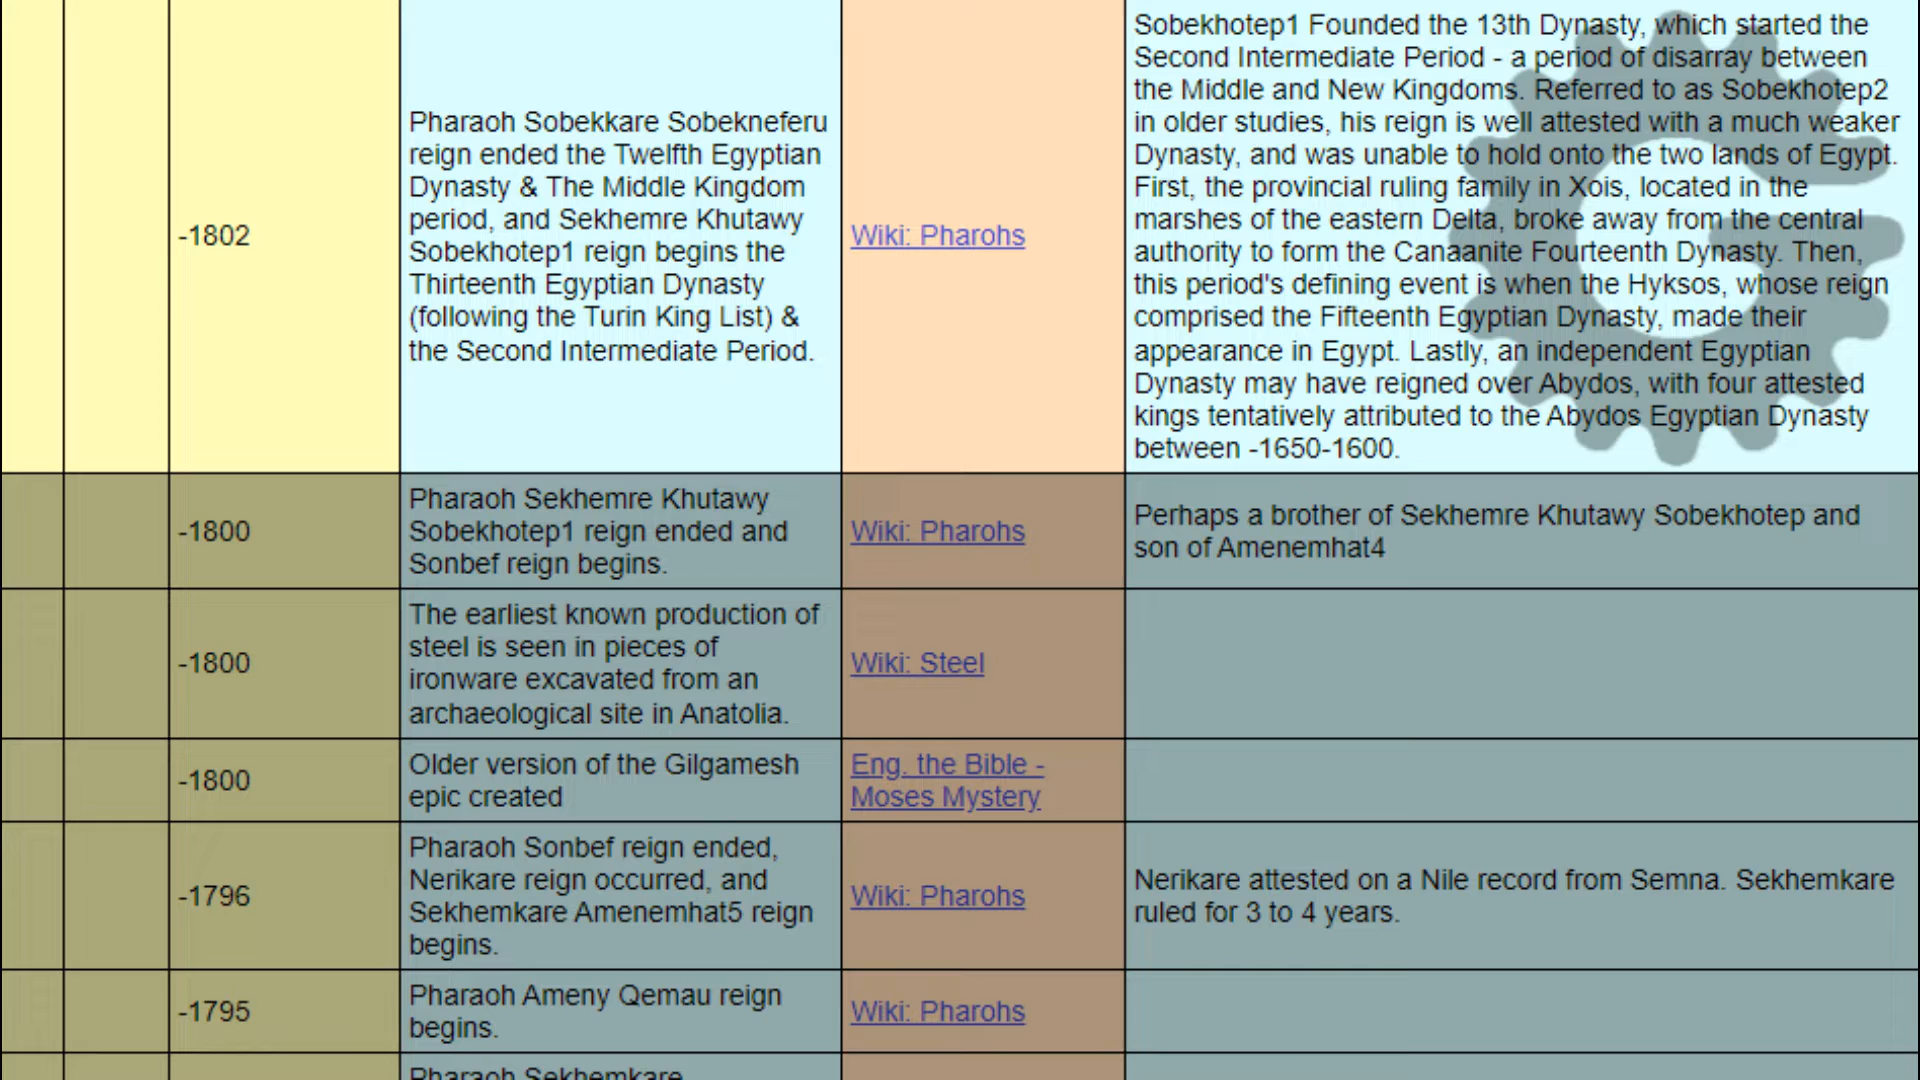 -1802
Pharaoh Sobekkare Sobekneferu
reign ended the Twelfth Egyptian
Dynasty & The Middle Kingdom
period, and Sekhemre Khutawy
Sobekhotep1 reign begins the
Thirteenth Egyptian Dynasty
(following the Turin King List) &
the Second Intermediate Period.
Wiki: Pharohs
Sobekhotep1 Founded the 13th Dynasty, which started the
Second Intermediate Period - a period of disarray between
the Middle and New Kingdoms. Referred to as Sobekhotep2
in older studies, his reign is well attested with a much weaker
Dynasty, and was unable to hold onto the two lands of Egypt.
First, the provincial ruling family in Xois, located in the
marshes of the eastern Delta, broke away from the central
authority to form the Canaanite Fourteenth Dynasty. Then,
this period's defining event is when the Hyksos, whose reign
comprised the Fifteenth Egyptian Dynasty, made their
appearance in Egypt. Lastly, an independent Egyptian
Dynasty may have reigned over Abydos, with four attested
kings tentatively attributed to the Abydos Egyptian Dynasty
between -1650-1600.
-1800
Pharaoh Sekhemre Khutawy
Sobekhotep1 reign ended and
Sonbef reign begins.
Wiki: Pharohs
Perhaps a brother of Sekhemre Khutawy Sobekhotep and
son of Amenemhat4
-1800
The earliest known production of
steel is seen in pieces of
ironware excavated from an
archaeological site in Anatolia.
Wiki: Steel
-1800
Older version of the Gilgamesh
epic created
Eng. the Bible -
Moses Mystery
-1796
Pharaoh Sonbef reign ended,
Nerikare reign occurred, and
Sekhemkare Amenemhat5 reign
begins.
Wiki: Pharohs
Nerikare attested on a Nile record from Semna. Sekhemkare
ruled for 3 to 4 years.
-1795
Pharaoh Ameny Qemau reign
begins.
Wiki: Pharohs
Pharaoh Sekhemkare